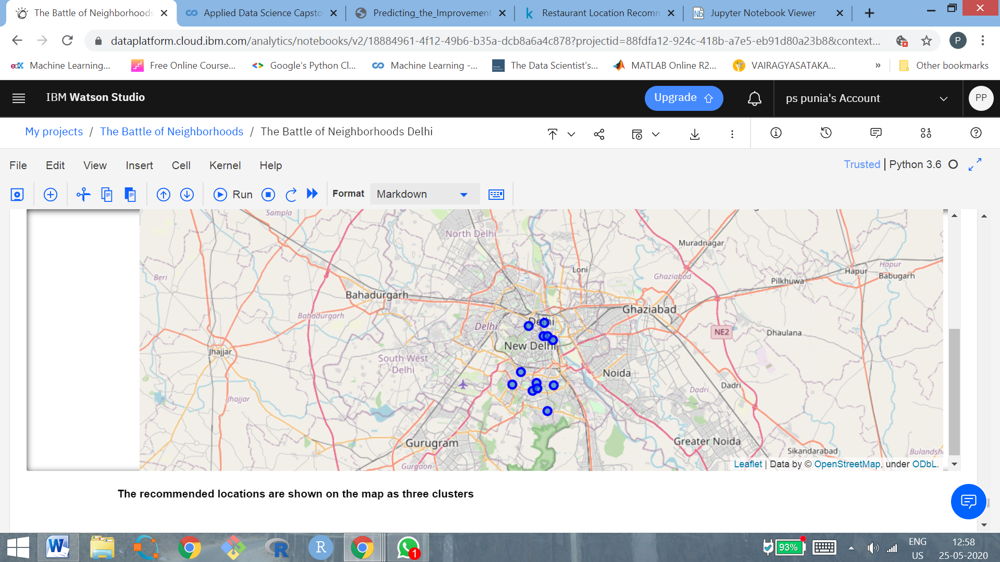 The Battle of Neighborhoods
Applied Data Science Capsto
Predicting_the_Improvement
Restaurant Location Recomm
Jupyter Notebook Viewer
dataplatform.cloud.ibm.com/analytics/notebooks/v2/18884961-4f12-49b6-b35a-dcb8a6a4c878?projectid=88fdfa12-924c-418b-a7e5-eb91d80a23b8&context...
P
edX Machine Learning...
Free Online Course...
Google's Python Cl...
Machine Learning -...
The Data Scientist's...
MATLAB Online R2...
VAIRAGYASATAKA...
» Other bookmarks
IBM Watson Studio
Upgrade
ps punia's Account
PP
My projects / The Battle of Neighborhoods / The Battle of Neighborhoods Delhi
File Edit View Insert Cell Kernel Help
Trusted | Python 3.6
Run
Format
Markdown
Sampla
North Delhi
Muradnagar
Beri
Loni
Ghaziabad
Pilkhuwa
Hapur
Hapur
Babugarh
Bahadurgarh
Ghaziabad
Bahadurgarh
Delhi
Delhi
NE2
Dhaulana
New Delhi
Jhajjar
South West
Delhi
Noida
Dadri
Dadri
Jhajjar
Gurugram
Greater Noida
Sikandarabad
Bulandsh
Gurgaon
Leaflet | Data by © OpenStreetMap, under ODbL.
The recommended locations are shown on the map as three clusters
W
R
R
1
93%
ENG
US
12:58
25-05-2020